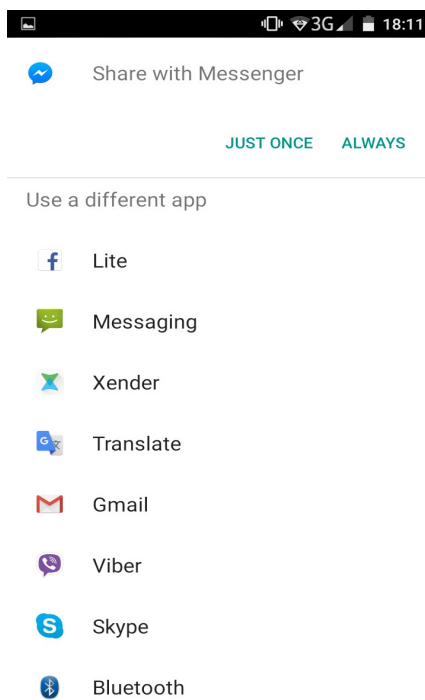 3G 18:11
Share with Messenger
JUST ONCE ALWAYS
Use a different app
Lite
Messaging
Xender
Translate
Gmail
Viber
Skype
Bluetooth